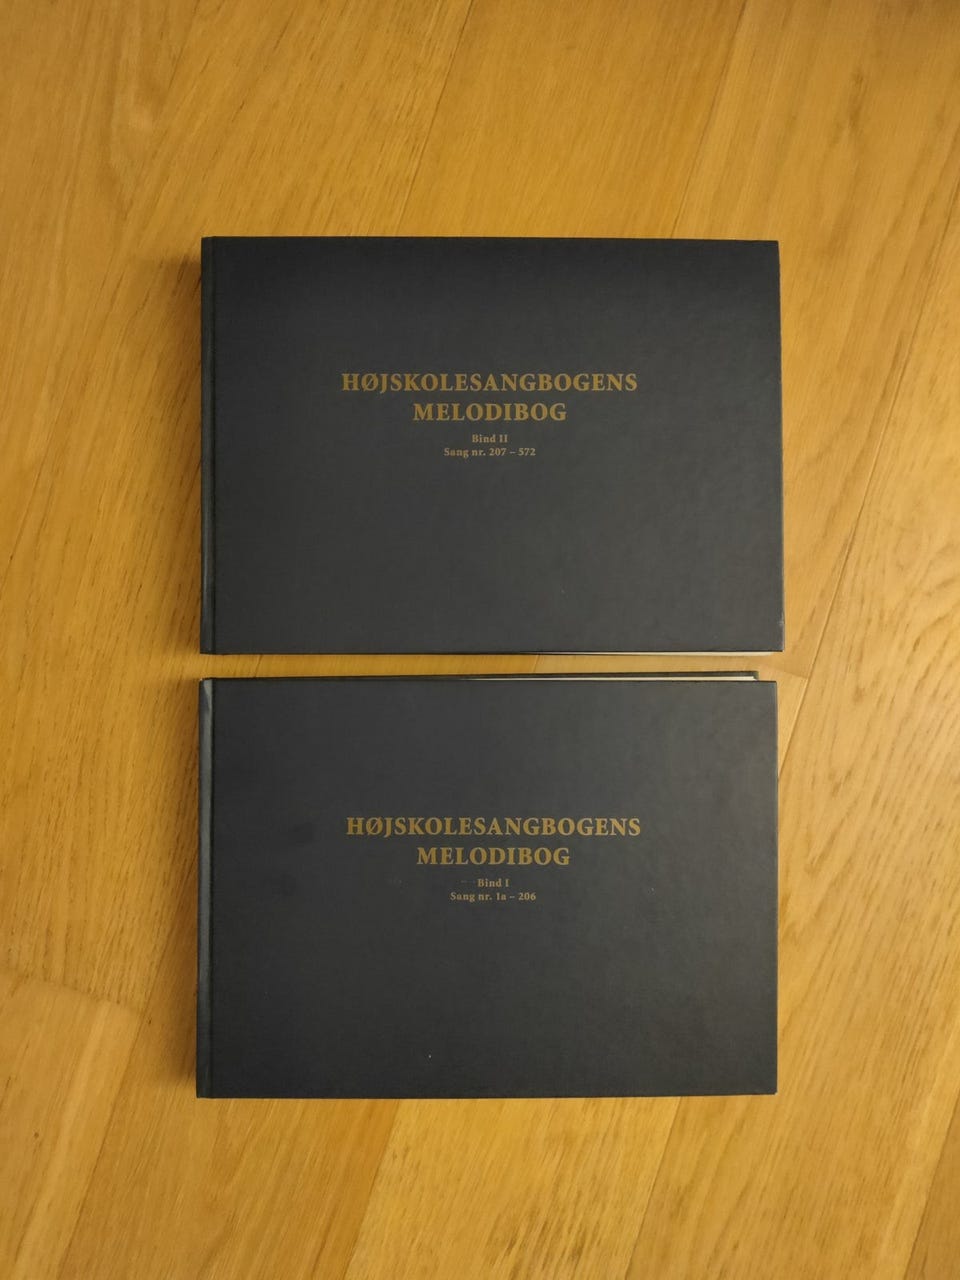 HØJSKOLESANGBOGENS
MELODIBOG
Bind II
Sang nr. 207 – 572
HØJSKOLESANGBOGENS
MELODIBOG
Bind I
Sang nr. 1a – 206